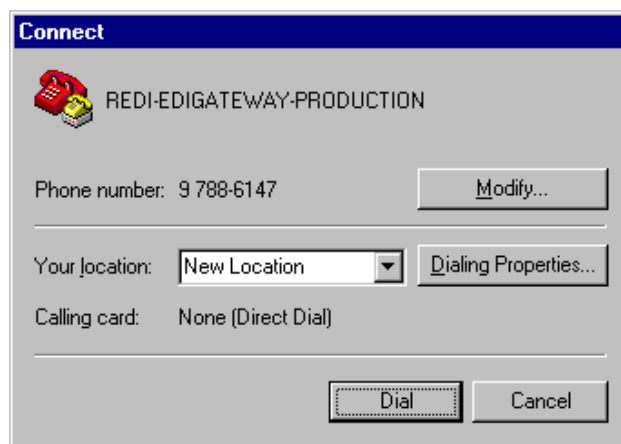 Connect
REDI-EDIGATEWAY-PRODUCTION
Phone number: 9 788-6147 Modify...
Your location: New Location Dialing Properties...
Calling card: None (Direct Dial)
Dial Cancel